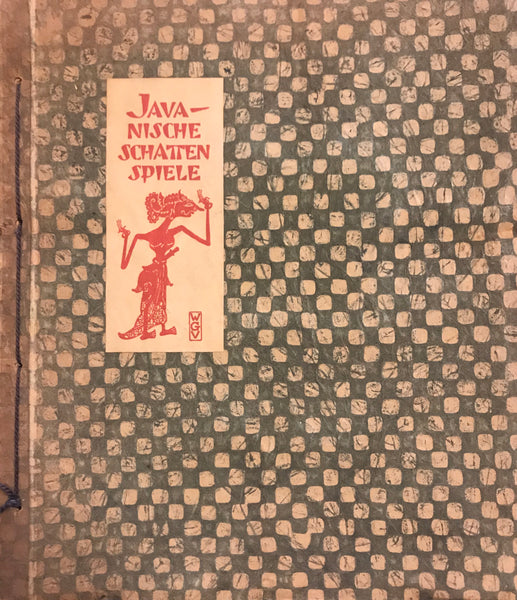 JAVA–
NISCHE
SCHATTEN
SPIELE
WGV